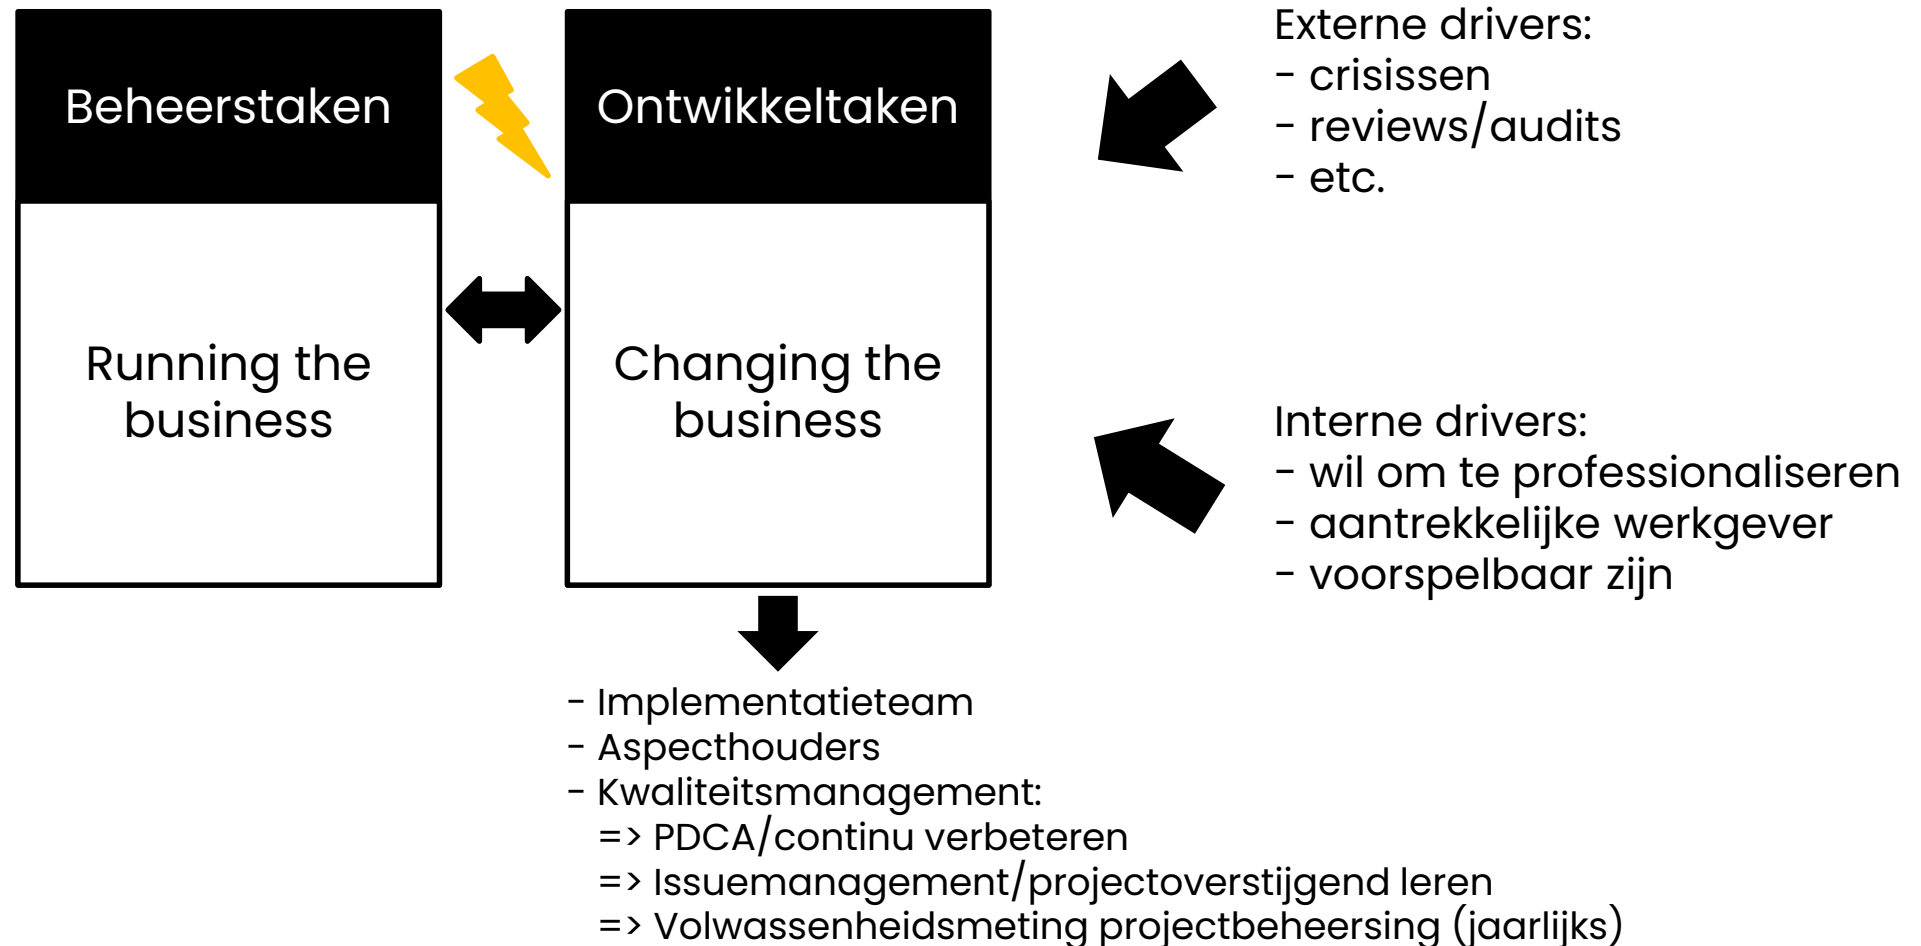 Beheerstaken
Running the
business
Ontwikkeltaken
Changing the
business
Externe drivers:
- crisissen
- reviews/audits
- etc.
Interne drivers:
- wil om te professionaliseren
- aantrekkelijke werkgever
- voorspelbaar zijn
- Implementatieteam
- Aspecthouders
- Kwaliteitsmanagement:
=> PDCA/continu verbeteren
=> Issuemanagement/projectoverstijgend leren
=> Volwassenheidsmeting projectbeheersing (jaarlijks)